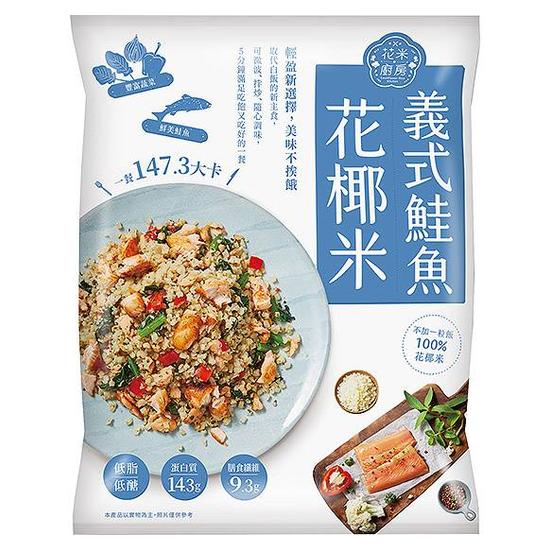 花米
廚房
義式鮭魚
花椰米
輕盈新選擇，美味不挨餓
取代白飯的新主食，
可微波、拌炒、隨心調味，
5分鐘滿足吃飽又吃好的一餐
豐富蔬菜
鮮美鮭魚
一餐147.3大卡
不加一粒飯
100%
花椰米
低脂
低醣
蛋白質
14.3g
膳食纖維
9.3g
本產品以實物為主，照片僅供參考